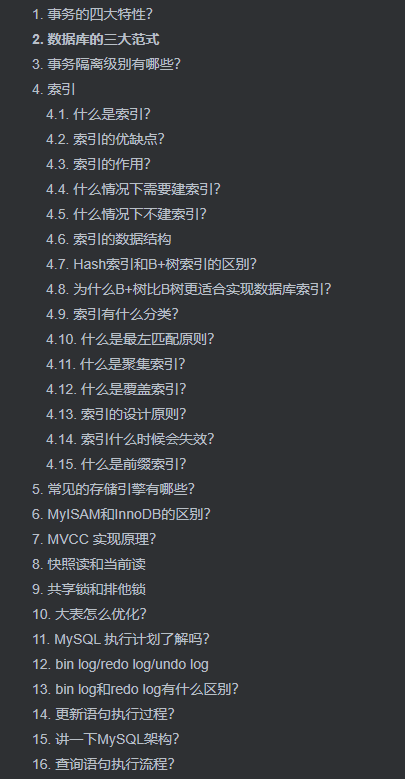 1. 事务的四大特性？
2. 数据库的三大范式
3. 事务隔离级别有哪些？
4. 索引
4.1. 什么是索引？
4.2. 索引的优缺点？
4.3. 索引的作用？
4.4. 什么情况下需要建索引？
4.5. 什么情况下不建索引？
4.6. 索引的数据结构
4.7. Hash索引和B+树索引的区别？
4.8. 为什么B+树比B树更适合实现数据库索引？
4.9. 索引有什么分类？
4.10. 什么是最左匹配原则？
4.11. 什么是聚集索引？
4.12. 什么是覆盖索引？
4.13. 索引的设计原则？
4.14. 索引什么时候会失效？
4.15. 什么是前缀索引？
5. 常见的存储引擎有哪些？
6. MyISAM和InnoDB的区别？
7. MVCC 实现原理？
8. 快照读和当前读
9. 共享锁和排他锁
10. 大表怎么优化？
11. MySQL 执行计划了解吗？
12. bin log/redo log/undo log
13. bin log和redo log有什么区别？
14. 更新语句执行过程？
15. 讲一下MySQL架构？
16. 查询语句执行流程？